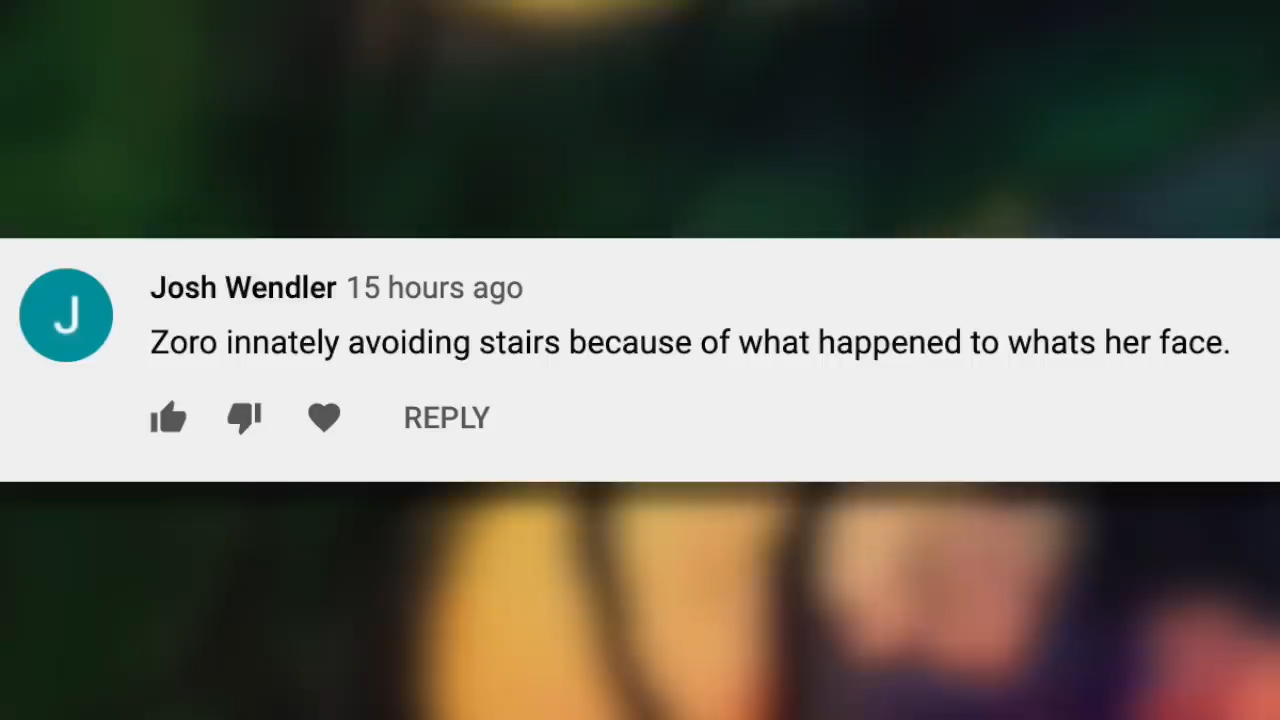 J
Josh Wendler 15 hours ago
Zoro innately avoiding stairs because of what happened to whats her face.
REPLY